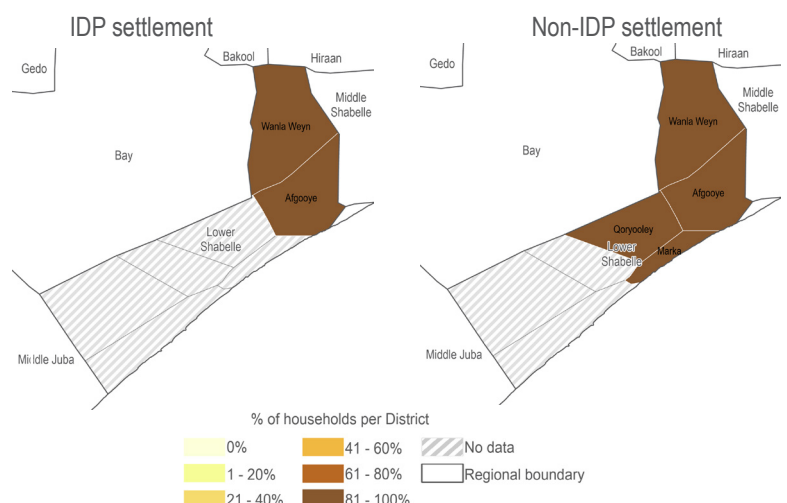 IDP settlement
Non-IDP settlement
Gedo
Bakool
Hiraan
Middle
Shabelle
Wanla Weyn
Bay
Afgooye
Lower
Shabelle
Middle Juba
Gedo
Bakool
Hiraan
Middle
Shabelle
Wanla Weyn
Bay
Afgooye
Qoryooley
Lower
Shabelle
Marka
Middle Juba
% of households per District
0%
41 - 60%
No data
1 - 20%
61 - 80%
Regional boundary
21 - 40%
81 - 100%